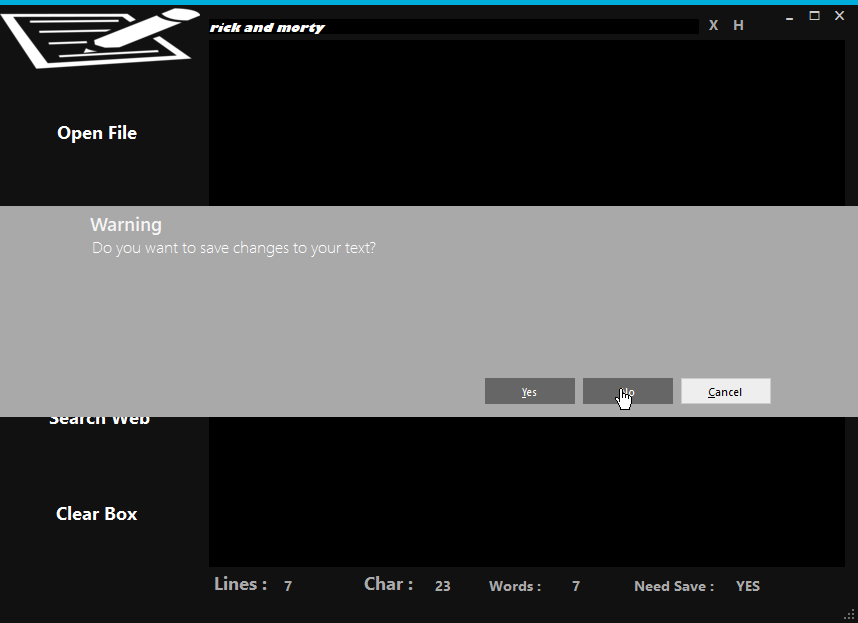 rick and morty
X H
Open File
Warning
Do you want to save changes to your text?
Yes
Cancel
Search Web
Clear Box
Lines : 7 Char : 23 Words : 7 Need Save : YES